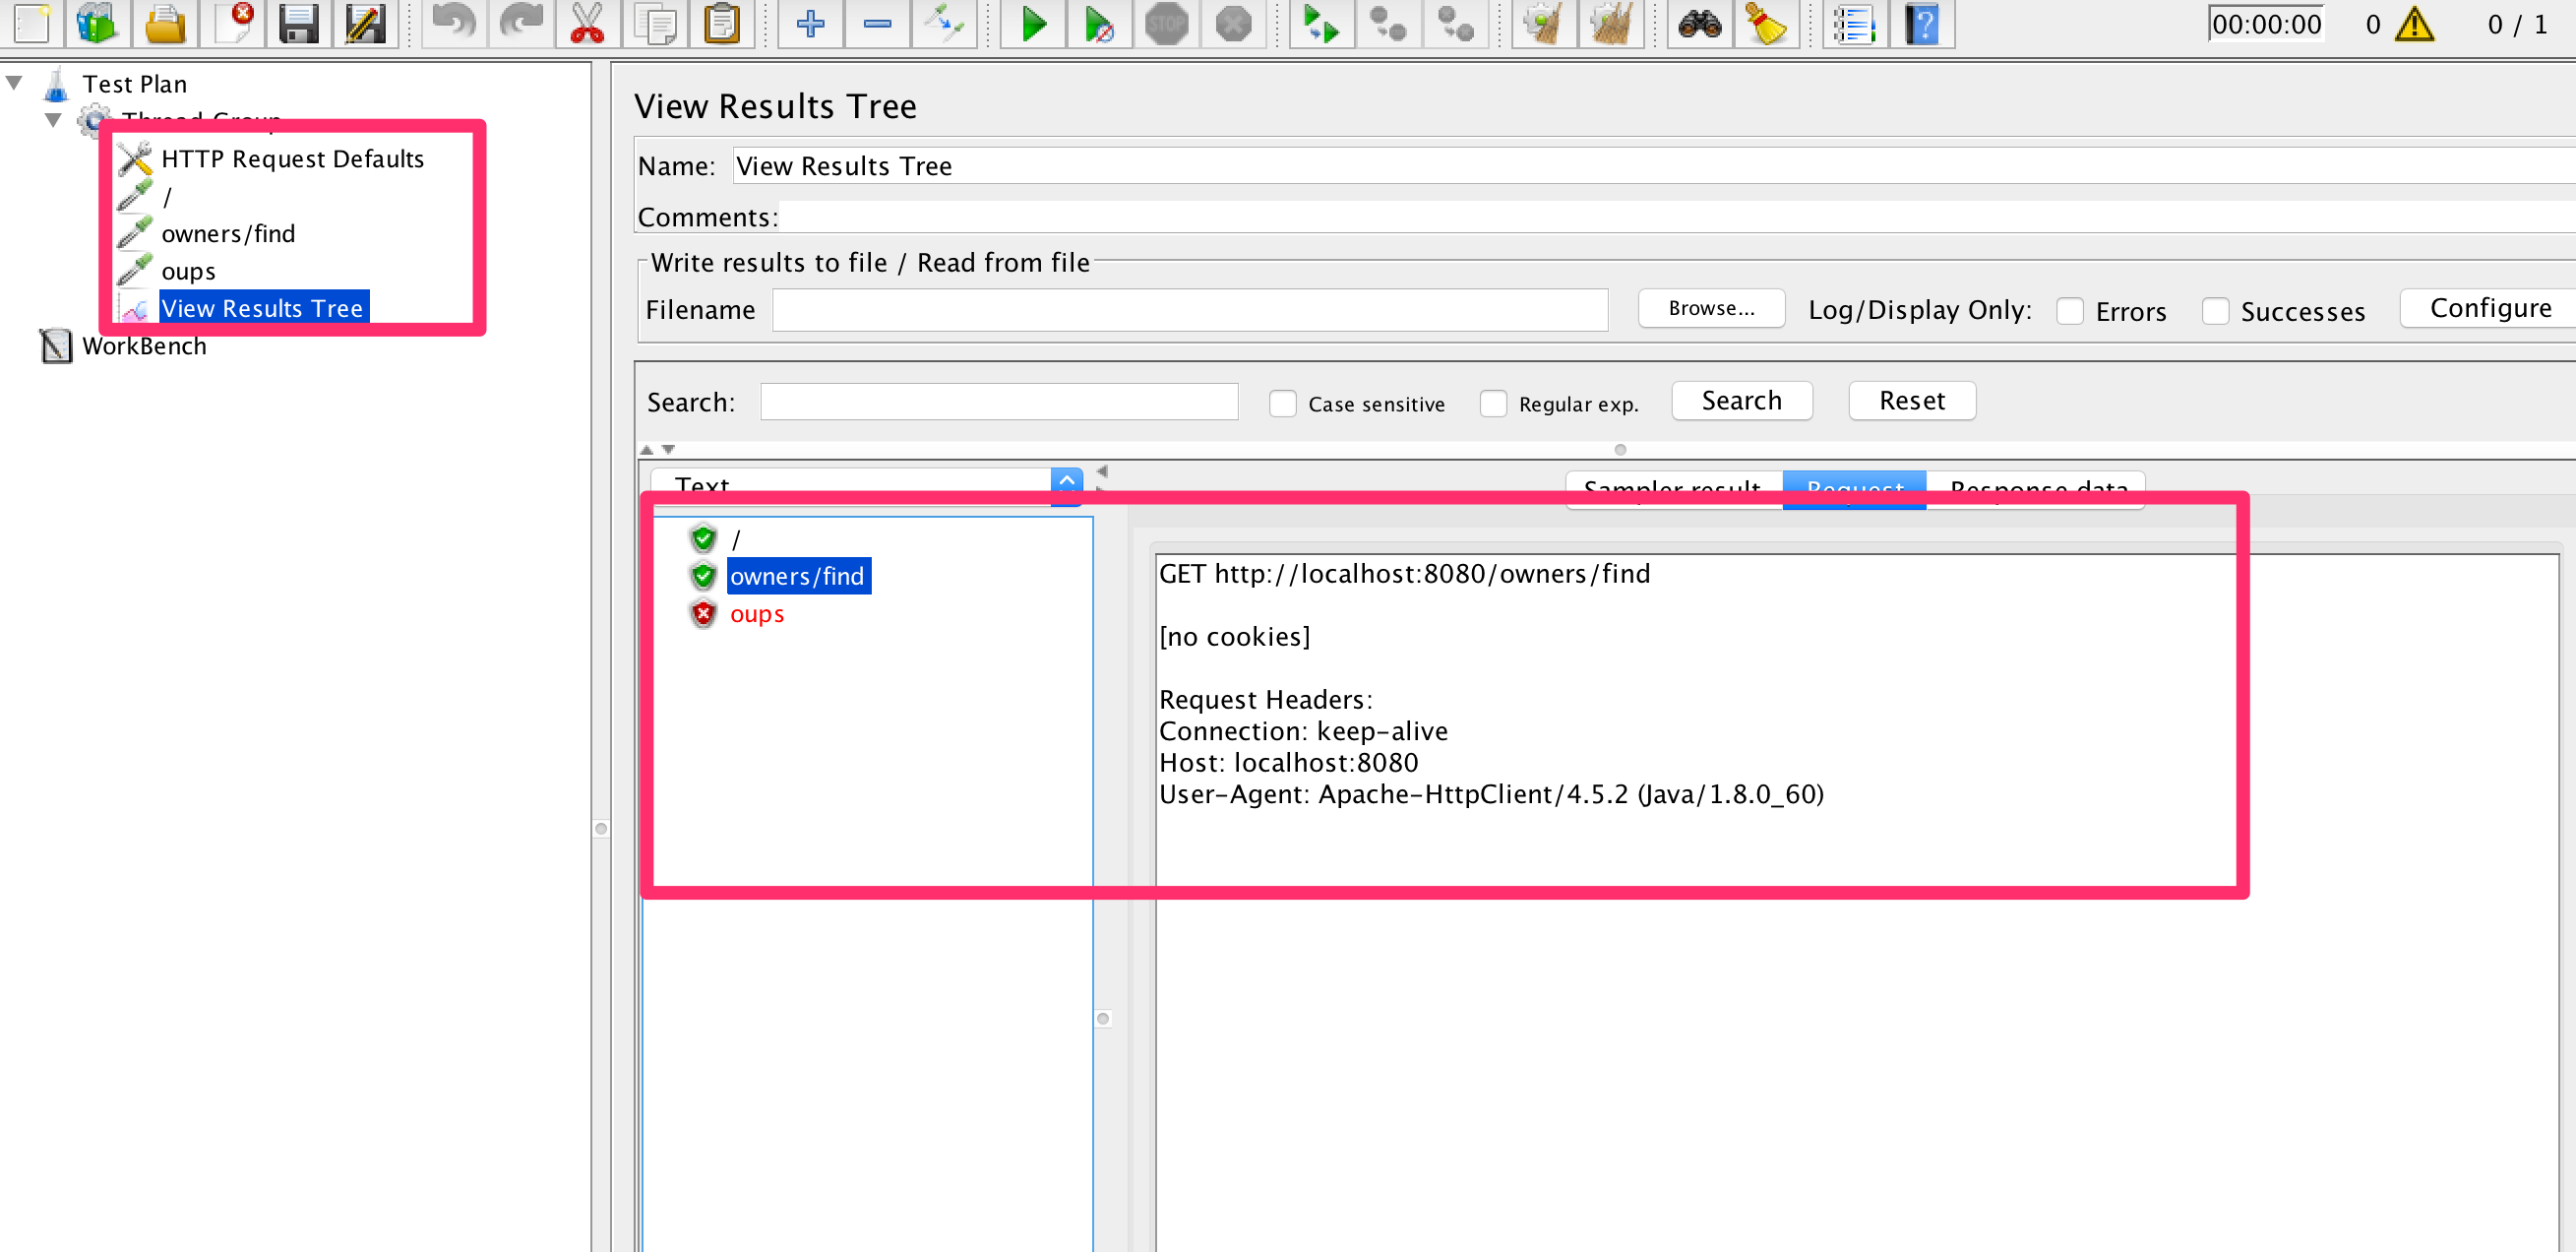 STOP
00:00:00 0 0 / 1
Test Plan
Thread Group
HTTP Request Defaults
/
owners/find
oups
View Results Tree
WorkBench
View Results Tree
Name: View Results Tree
Comments:
Write results to file / Read from file
Filename Browse... Log/Display Only: Errors Successes Configure
Search: Case sensitive Regular exp. Search Reset
Text
Sampler result Request Response data
/
owners/find
oups
GET http://localhost:8080/owners/find
[no cookies]
Request Headers:
Connection: keep-alive
Host: localhost:8080
User-Agent: Apache-HttpClient/4.5.2 (Java/1.8.0_60)